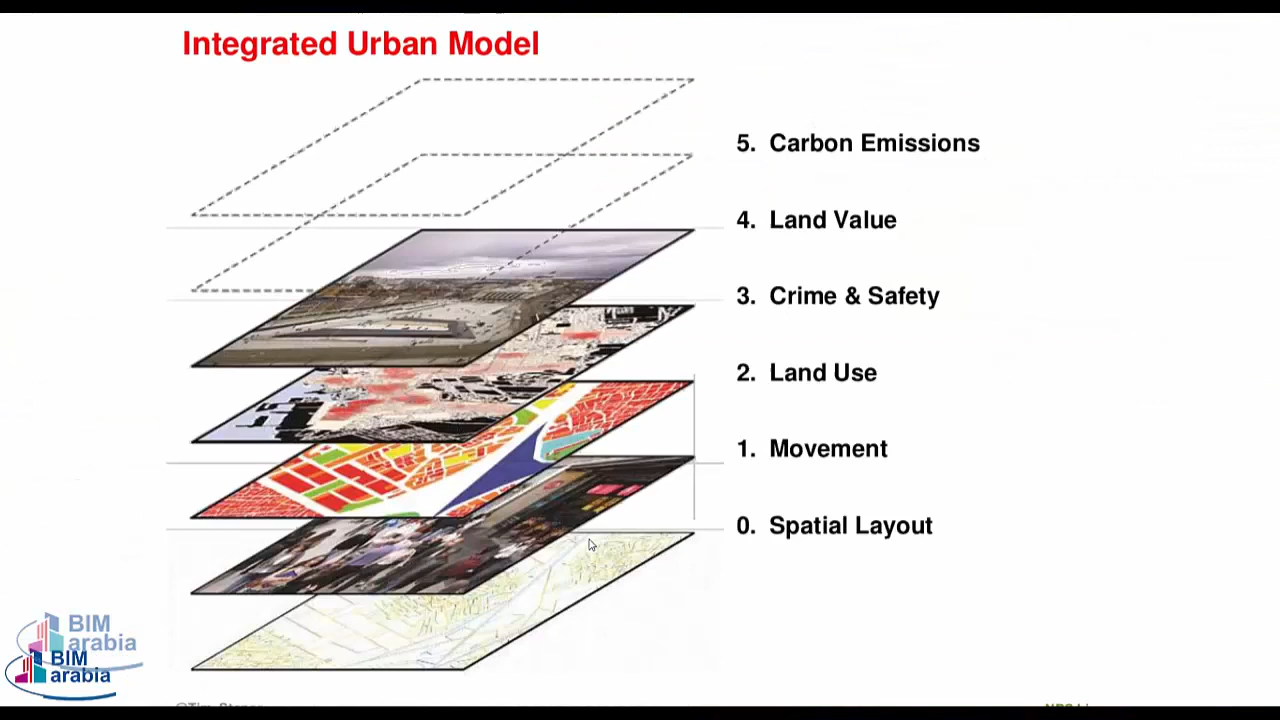 Integrated Urban Model
5. Carbon Emissions
4. Land Value
3. Crime & Safety
2. Land Use
1. Movement
0. Spatial Layout
BIM
arabia
BIM
arabia